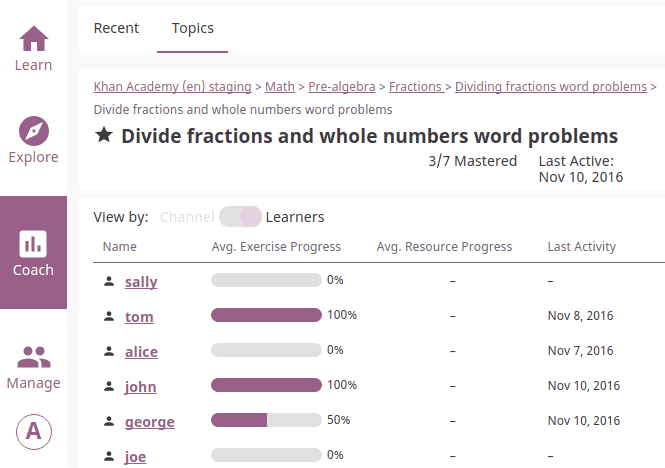 Recent Topics
Learn
Khan Academy (en) staging > Math > Pre-algebra > Fractions > Dividing fractions word problems >
Divide fractions and whole numbers word problems
★ Divide fractions and whole numbers word problems
Explore
3/7 Mastered Last Active:
Nov 10, 2016
View by: Channel Learners
Name Avg. Exercise Progress Avg. Resource Progress Last Activity
Coach
sally 0% – –
tom 100% – Nov 8, 2016
alice 0% – Nov 7, 2016
Manage
john 100% – Nov 10, 2016
george 50% – Nov 10, 2016
A
joe 0% – –